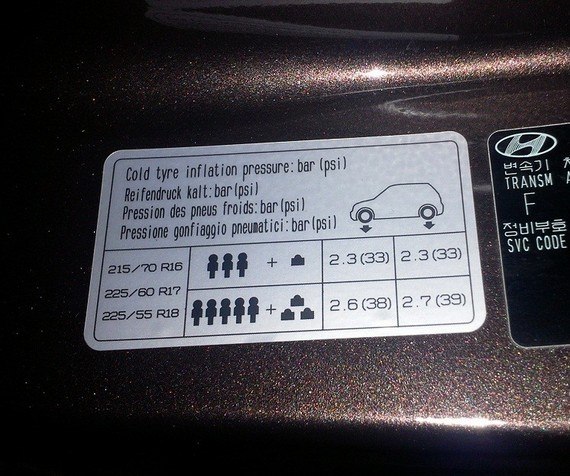 Cold tyre inflation pressure: bar(psi)
Reifendruck kalt: bar(psi)
Pression des pneus froids: bar(psi)
Pressione gonfiaggio pneumatici: bar(psi)
215/70 R16
225/60 R17
225/55 R18
+ 2.3 (33) 2.3 (33)
+ 2.6 (38) 2.7 (39)
변속기
TRANSM
F
정비부호
SVC CODE